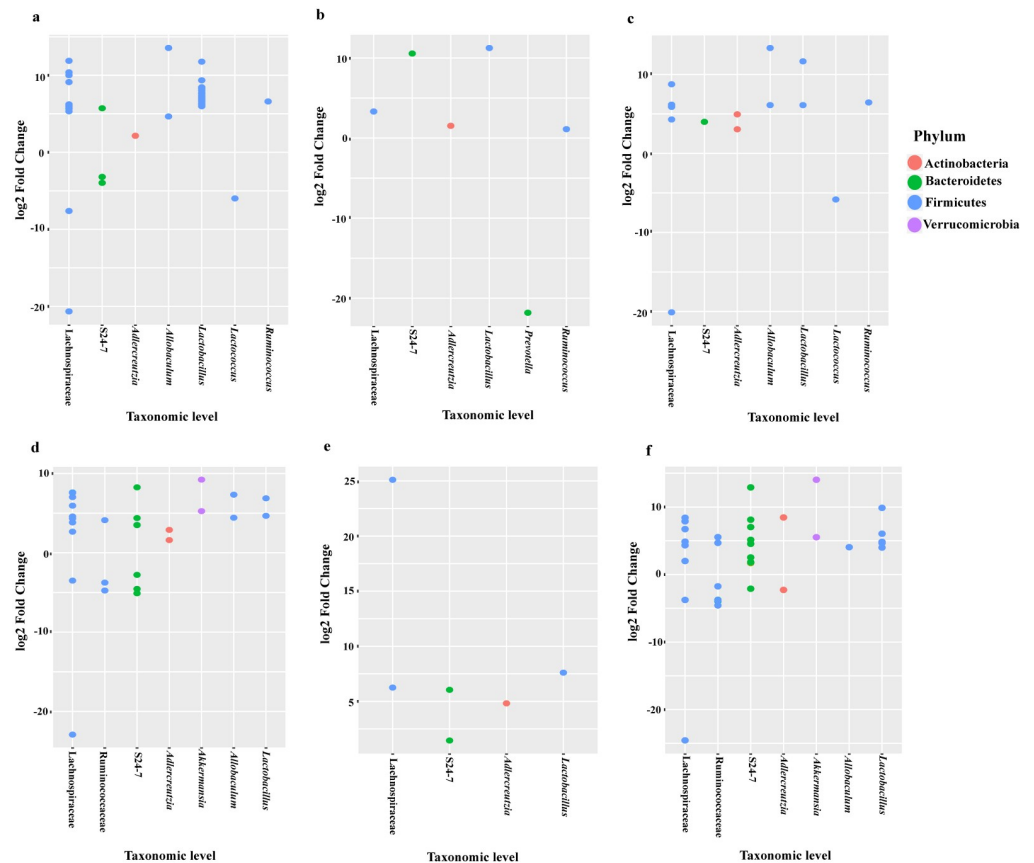 a
b
c
log2 Fold Change
10
0
-10
-20
Lachnospiraceae
S24-7
Adlercreutzia
Allobaculum
Lactobacillus
Lactococcus
Ruminococcus
Taxonomic level
log2 Fold Change
10
0
-10
-20
Lachnospiraceae
S24-7
Adlercreutzia
Lactobacillus
Prevotella
Ruminococcus
Taxonomic level
log2 Fold Change
10
0
-10
-20
Lachnospiraceae
S24-7
Adlercreutzia
Allobaculum
Lactobacillus
Lactococcus
Ruminococcus
Taxonomic level
Phylum
Actinobacteria
Bacteroidetes
Firmicutes
Verrucomicrobia
d
e
f
log2 Fold Change
10
0
-10
-20
Lachnospiraceae
Ruminococcaceae
S24-7
Adlercreutzia
Akkermansia
Allobaculum
Lactobacillus
Taxonomic level
log2 Fold Change
25
20
15
10
5
Lachnospiraceae
S24-7
Adlercreutzia
Lactobacillus
Taxonomic level
log2 Fold Change
10
0
-10
-20
Lachnospiraceae
Ruminococcaceae
S24-7
Adlercreutzia
Akkermansia
Allobaculum
Lactobacillus
Taxonomic level